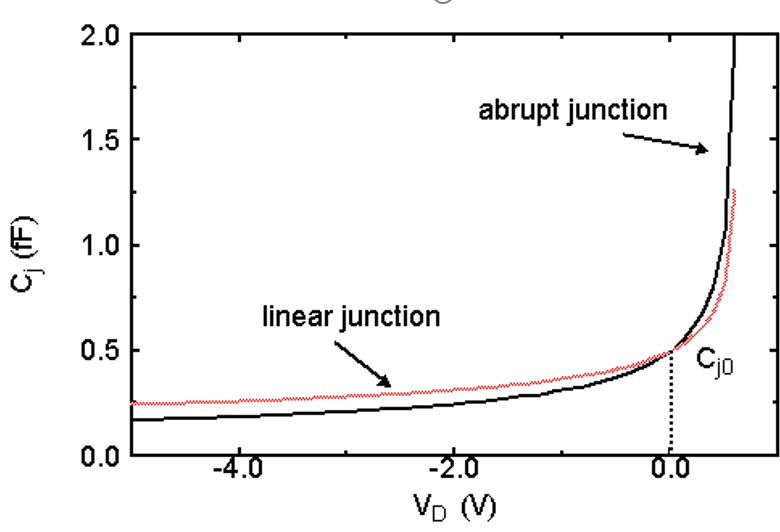 2.0
abrupt junction
1.5
1.0
C_j (fF)
linear junction
0.5
C_j0
0.0
-4.0 -2.0 0.0
V_D (V)